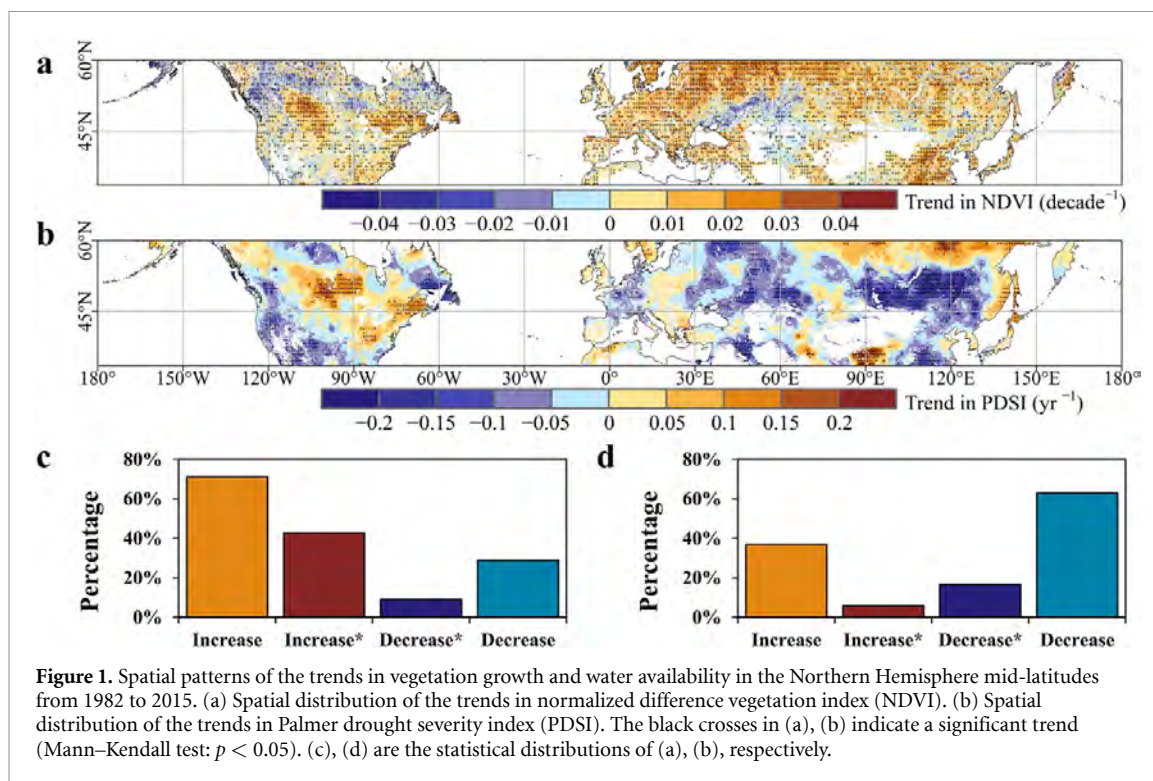 a
60°N
45°N
−0.04 −0.03 −0.02 −0.01 0 0.01 0.02 0.03 0.04
Trend in NDVI (decade⁻¹)
b
60°N
45°N
180° 150°W 120°W 90°W 60°W 30°W 0° 30°E 60°E 90°E 120°E 150°E 180°
−0.2 −0.15 −0.1 −0.05 0 0.05 0.1 0.15 0.2
Trend in PDSI (yr ⁻¹)
c
80%
60%
40%
20%
0%
Percentage
Increase Increase* Decrease* Decrease
d
80%
60%
40%
20%
0%
Percentage
Increase Increase* Decrease* Decrease
Figure 1. Spatial patterns of the trends in vegetation growth and water availability in the Northern Hemisphere mid-latitudes
from 1982 to 2015. (a) Spatial distribution of the trends in normalized difference vegetation index (NDVI). (b) Spatial
distribution of the trends in Palmer drought severity index (PDSI). The black crosses in (a), (b) indicate a significant trend
(Mann–Kendall test: p < 0.05). (c), (d) are the statistical distributions of (a), (b), respectively.